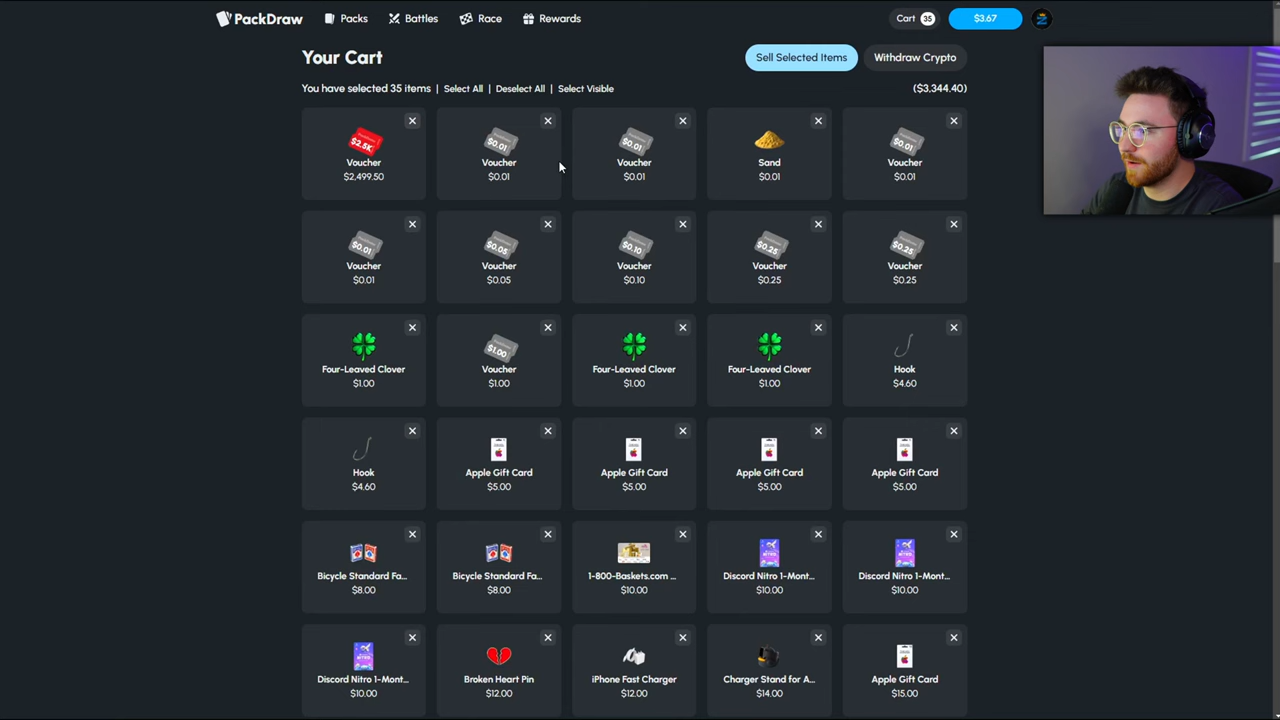 PackDraw
Packs
Battles
Race
Rewards
Cart 35
$3.67
Your Cart
Sell Selected Items
Withdraw Crypto
You have selected 35 items | Select All | Deselect All | Select Visible
($3,344.40)
$2.5K
$0.01
$0.01
$0.01
Voucher
Voucher
Voucher
Sand
Voucher
$2,499.50
$0.01
$0.01
$0.01
$0.01
$0.01
$0.05
$0.10
$0.25
$0.25
Voucher
Voucher
Voucher
Voucher
Voucher
$0.01
$0.05
$0.10
$0.25
$0.25
$1.00
Four-Leaved Clover
Voucher
Four-Leaved Clover
Four-Leaved Clover
Hook
$1.00
$1.00
$1.00
$1.00
$4.60
Hook
Apple Gift Card
Apple Gift Card
Apple Gift Card
Apple Gift Card
$4.60
$5.00
$5.00
$5.00
$5.00
Bicycle Standard Fa...
Bicycle Standard Fa...
1-800-Baskets.com ...
Discord Nitro 1-Mont...
Discord Nitro 1-Mont...
$8.00
$8.00
$10.00
$10.00
$10.00
Discord Nitro 1-Mont...
Broken Heart Pin
iPhone Fast Charger
Charger Stand for A...
Apple Gift Card
$10.00
$12.00
$12.00
$14.00
$15.00